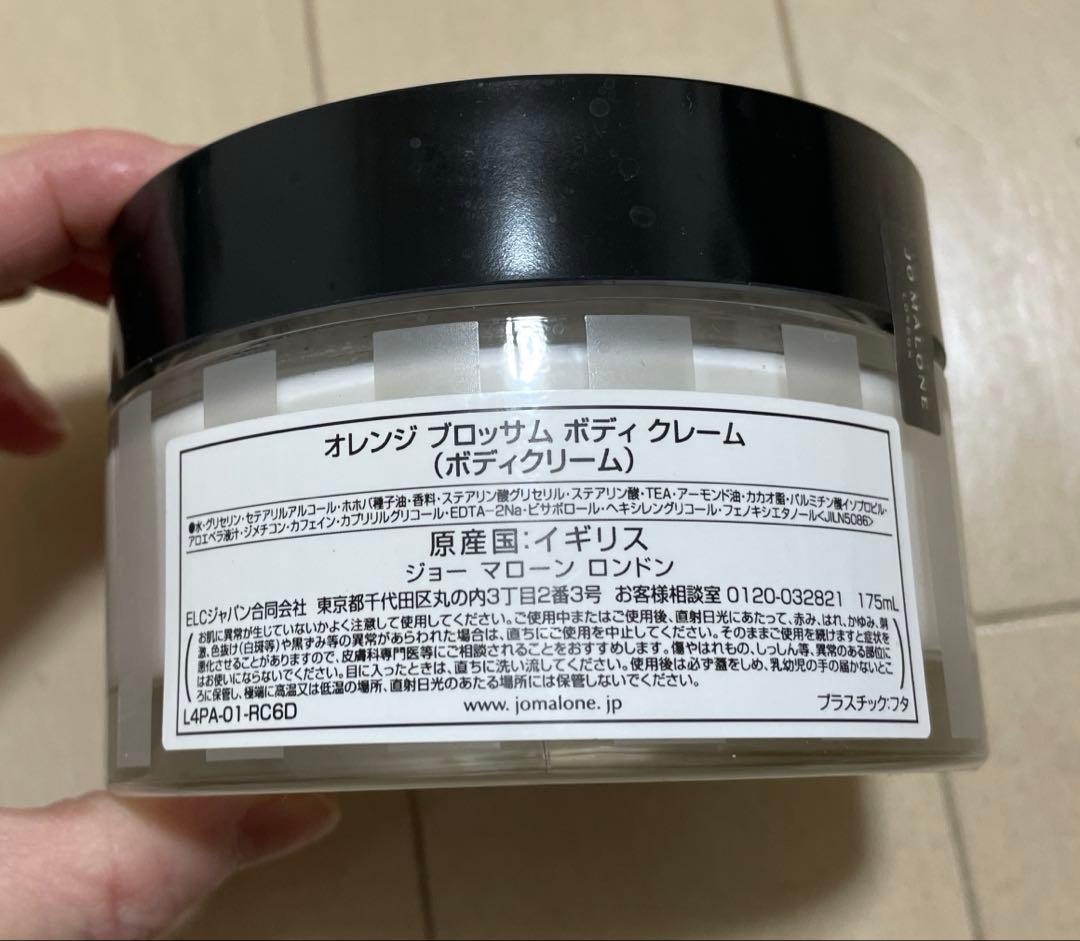 JO MALONE
LONDON
オレンジ ブロッサム ボディ クレーム
（ボディクリーム）
●水・グリセリン・セテアリルアルコール・ホホバ種子油・香料・ステアリン酸グリセリル・ステアリン酸・TEA・アーモンド油・カカオ脂・パルミチン酸イソプロピル・
アロエベラ液汁・ジメチコン・カフェイン・カプリリルグリコール・EDTA－2Na・ビサボロール・ヘキシレングリコール・フェノキシエタノール<JILN5086>
原産国：イギリス
ジョー マローン ロンドン
ELCジャパン合同会社 東京都千代田区丸の内3丁目2番3号 お客様相談室 0120-032821 175mL
お肌に異常が生じていないかよく注意して使用してください。ご使用中またはご使用後、直射日光にあたって、赤み、はれ、かゆみ、刺
激、色抜け(白斑等)や黒ずみ等の異常があらわれた場合は、直ちにご使用を中止してください。そのままご使用を続けますと症状を
悪化させることがありますので、皮膚科専門医等にご相談されることをおすすめします。傷やはれもの、しっしん等、異常のある部位に
はお使いにならないでください。目に入ったときは、直ちに洗い流してください。使用後は必ず蓋をしめ、乳幼児の手の届かないとこ
ろに保管し、極端に高温又は低温の場所、直射日光のあたる場所には保管しないでください。
L4PA-01-RC6D www. jomalone. jp プラスチック:フタ